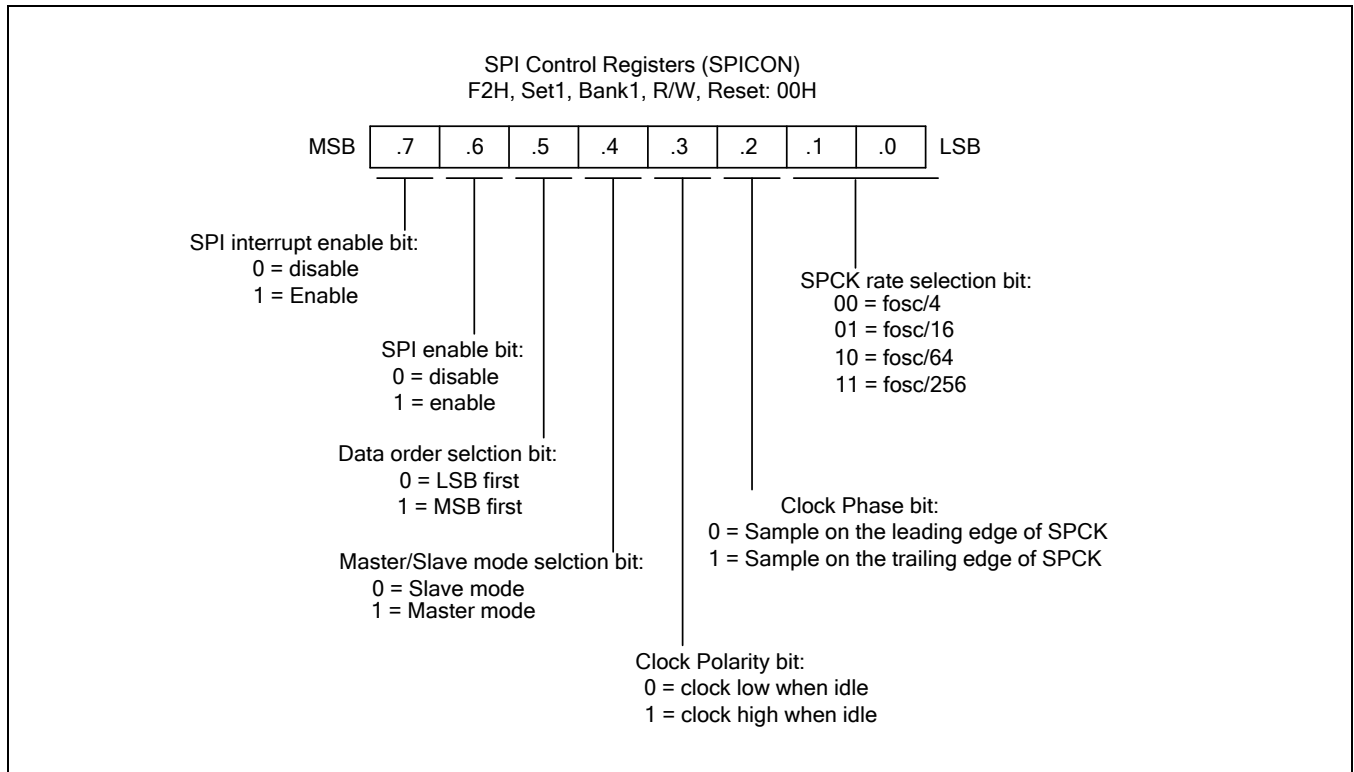 SPI Control Registers (SPICON)
F2H, Set1, Bank1, R/W, Reset: 00H
MSB .7 .6 .5 .4 .3 .2 .1 .0 LSB
SPI interrupt enable bit:
0 = disable
1 = Enable
SPI enable bit:
0 = disable
1 = enable
Data order selction bit:
0 = LSB first
1 = MSB first
Master/Slave mode selction bit:
0 = Slave mode
1 = Master mode
Clock Polarity bit:
0 = clock low when idle
1 = clock high when idle
Clock Phase bit:
0 = Sample on the leading edge of SPCK
1 = Sample on the trailing edge of SPCK
SPCK rate selection bit:
00 = fosc/4
01 = fosc/16
10 = fosc/64
11 = fosc/256